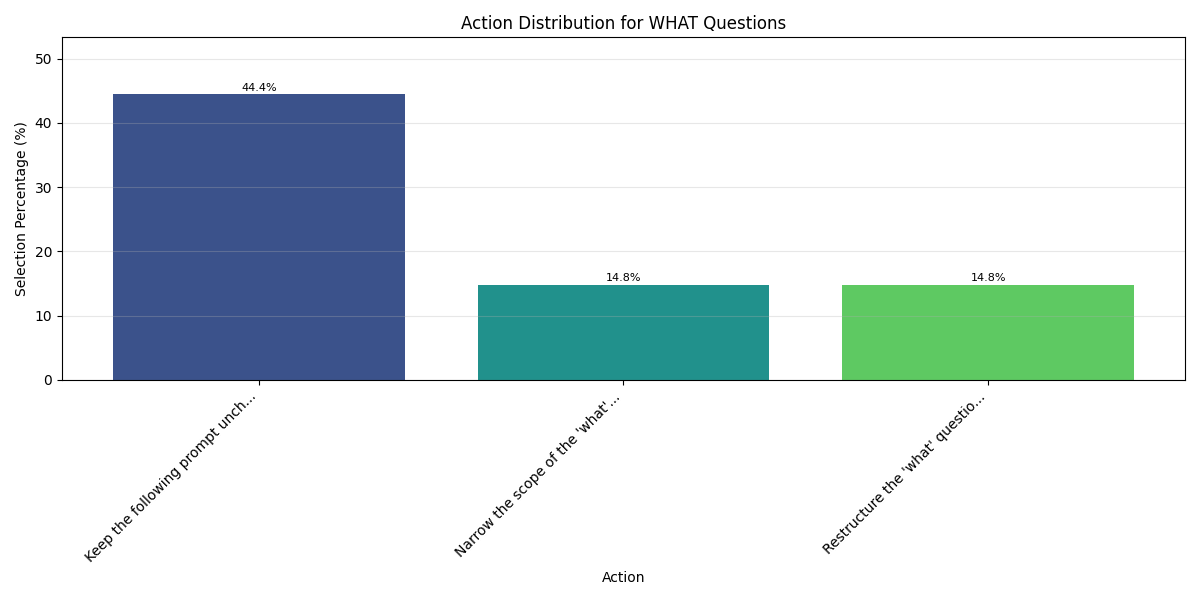 Action Distribution for WHAT Questions
Selection Percentage (%)
50
40
30
20
10
0
44.4%
14.8%
14.8%
Keep the following prompt unch...
Narrow the scope of the 'what'...
Restructure the 'what' questio...
Action